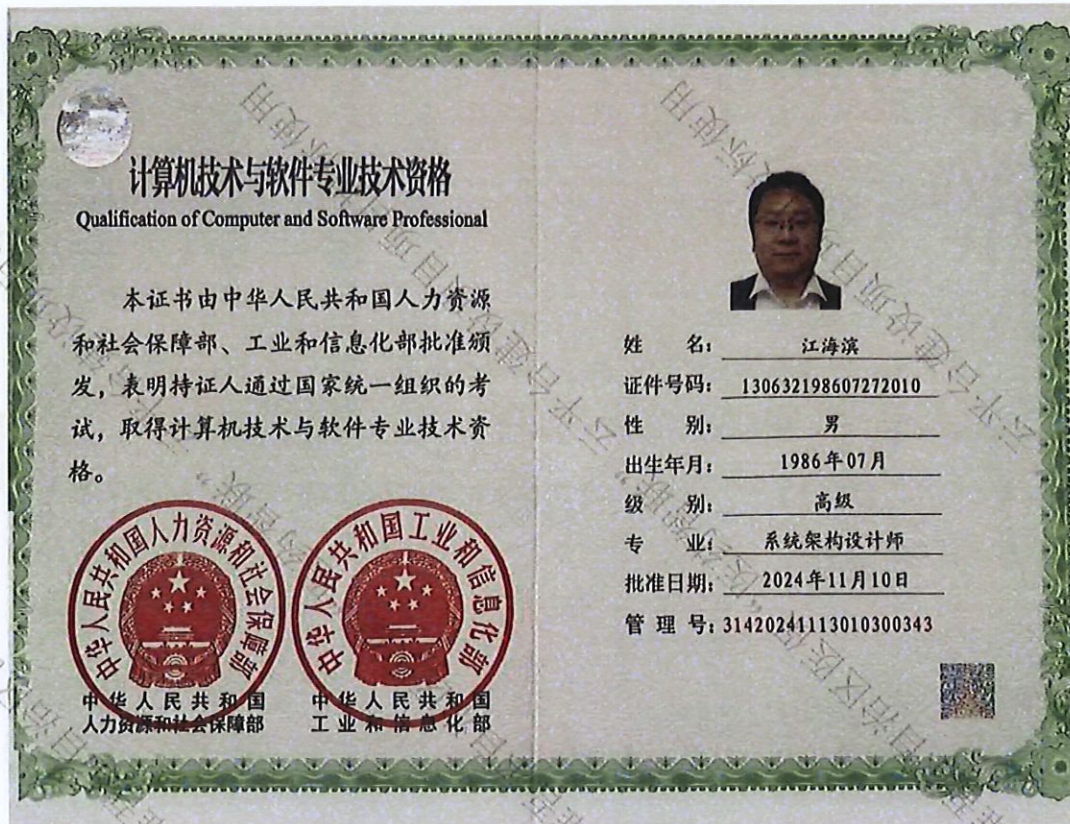 计算机技术与软件专业技术资格
Qualification of Computer and Software Professional
本证书由中华人民共和国人力资源
和社会保障部、工业和信息化部批准颁
发，表明持证人通过国家统一组织的考
试，取得计算机技术与软件专业技术资
格。
中华人民共和国人力资源和社会保障部
中华人民共和国工业和信息化部
中华人民共和国
人力资源和社会保障部
中华人民共和国
工业和信息化部
姓 名：江海滨
证件号码：130632198607272010
性 别：男
出生年月：1986年07月
级 别：高级
专 业：系统架构设计师
批准日期：2024年11月10日
管 理 号：31420241113010300343